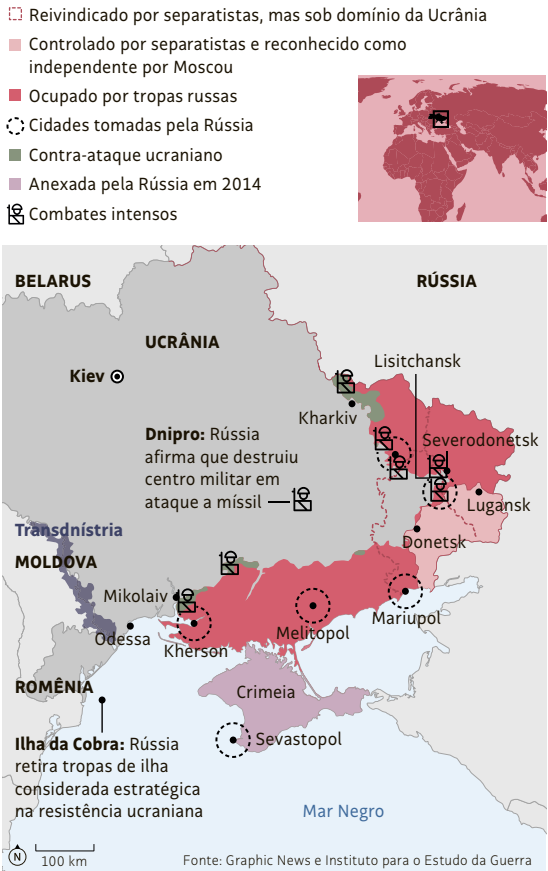 Reivindicado por separatistas, mas sob domínio da Ucrânia
Controlado por separatistas e reconhecido como
independente por Moscou
Ocupado por tropas russas
Cidades tomadas pela Rússia
Contra-ataque ucraniano
Anexada pela Rússia em 2014
Combates intensos
BELARUS
RÚSSIA
UCRÂNIA
Lisitchansk
Kiev
Kharkiv
Dnipro: Rússia
afirma que destruiu
centro militar em
ataque a míssil
Severodonetsk
Lugansk
Transdnístria
Donetsk
MOLDOVA
Mikolaiv
Mariupol
Odessa
Kherson
Melitopol
ROMÊNIA
Crimeia
Ilha da Cobra: Rússia
retira tropas de ilha
considerada estratégica
na resistência ucraniana
Sevastopol
Mar Negro
N
100 km
Fonte: Graphic News e Instituto para o Estudo da Guerra